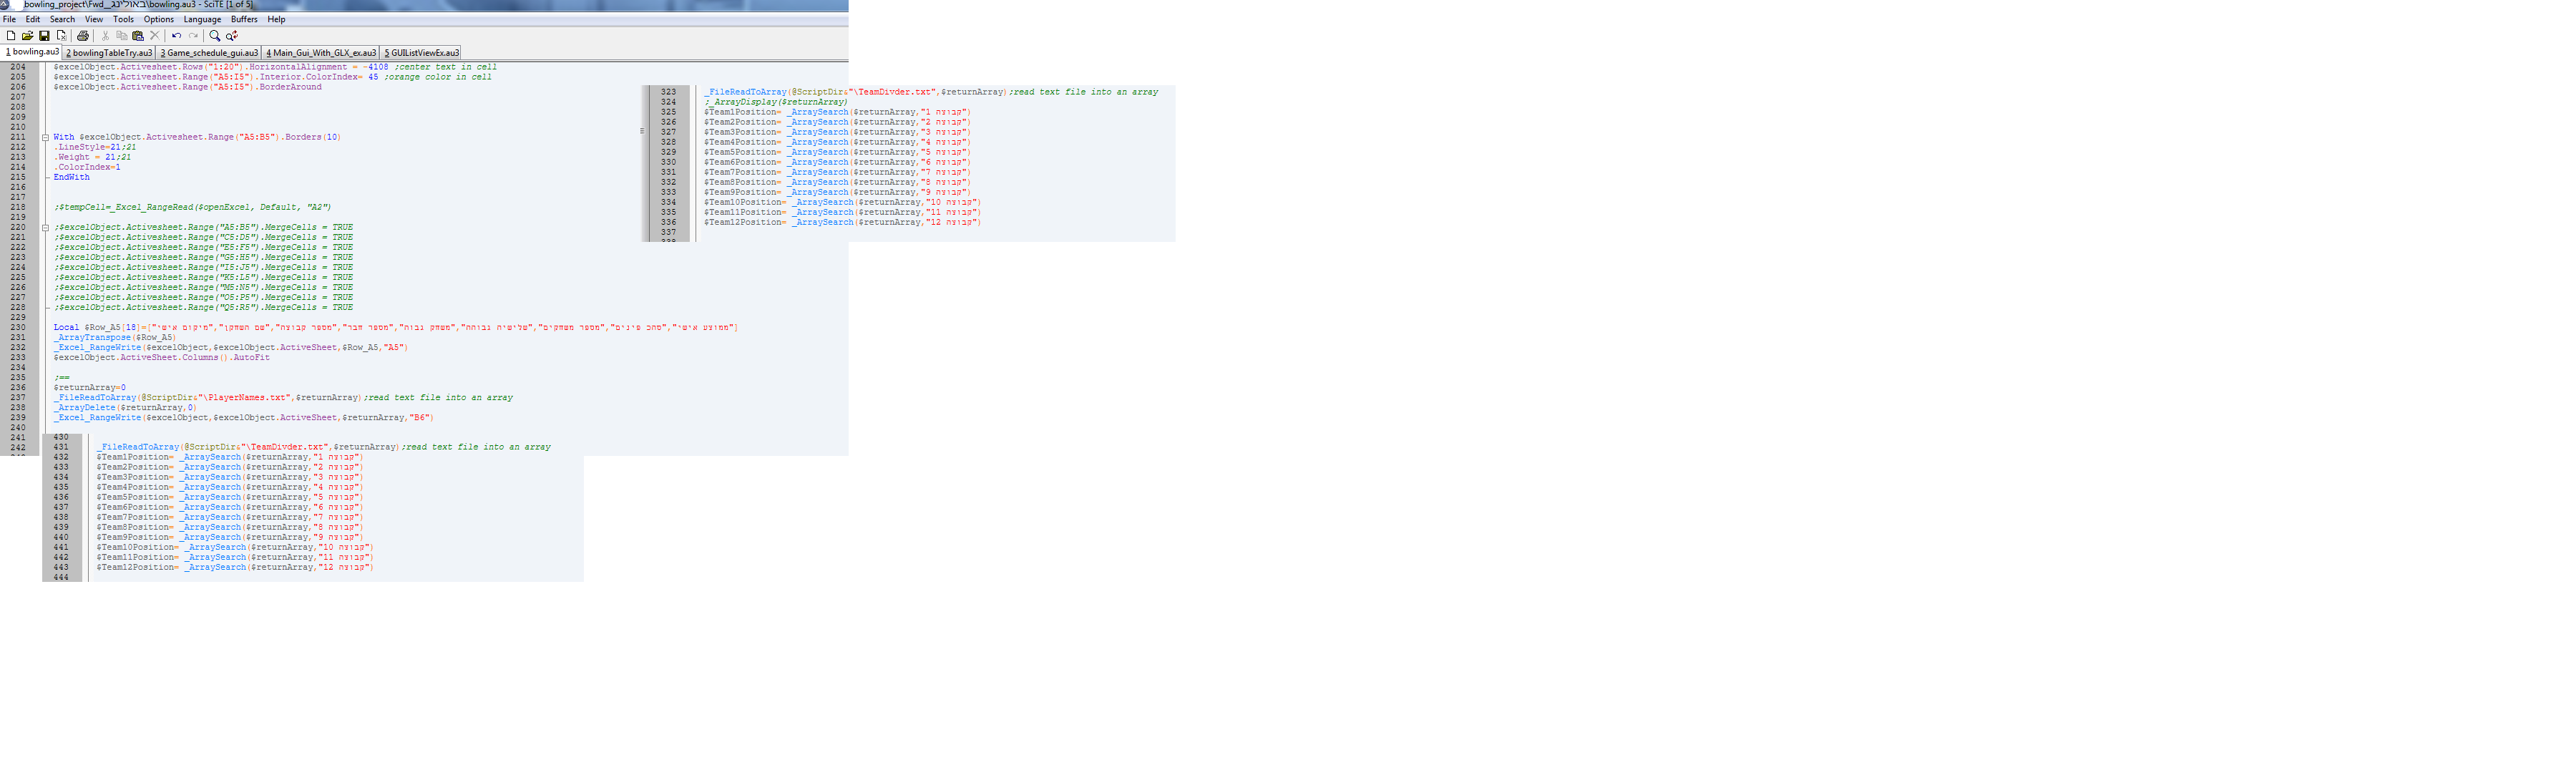 bowling_project\Fwd__באולינג\bowling.au3 - SciTE [1 of 5]
File Edit Search View Tools Options Language Buffers Help
1 bowling.au3 2 bowlingTableTry.au3 3 Game_schedule_gui.au3 4 Main_Gui_With_GLX_ex.au3 5 GUIListViewEx.au3
204 $excelObject.Activesheet.Rows("1:20").HorizontalAlignment = -4108 ;center text in cell
205 $excelObject.Activesheet.Range("A5:I5").Interior.ColorIndex= 45 ;orange color in cell
206 $excelObject.Activesheet.Range("A5:I5").BorderAround
207
208
209
210
211 With $excelObject.Activesheet.Range("A5:B5").Borders(10)
212 .LineStyle=21;21
213 .Weight = 21;21
214 .ColorIndex=1
215 EndWith
216
217
218 ;$tempCell=_Excel_RangeRead($openExcel, Default, "A2")
219
220 ;$excelObject.Activesheet.Range("A5:B5").MergeCells = TRUE
221 ;$excelObject.Activesheet.Range("C5:D5").MergeCells = TRUE
222 ;$excelObject.Activesheet.Range("E5:F5").MergeCells = TRUE
223 ;$excelObject.Activesheet.Range("G5:H5").MergeCells = TRUE
224 ;$excelObject.Activesheet.Range("I5:J5").MergeCells = TRUE
225 ;$excelObject.Activesheet.Range("K5:L5").MergeCells = TRUE
226 ;$excelObject.Activesheet.Range("M5:N5").MergeCells = TRUE
227 ;$excelObject.Activesheet.Range("O5:P5").MergeCells = TRUE
228 ;$excelObject.Activesheet.Range("Q5:R5").MergeCells = TRUE
229
230 Local $Row_A5[18]=["מיקום אישי","שם השחקן","מספר קבוצה","מספר חבר","משחק גבוה","שלישית גבוהה","מספר משחקים","סהכ פינים","ממוצע אישי"]
231 _ArrayTranspose($Row_A5)
232 _Excel_RangeWrite($excelObject,$excelObject.ActiveSheet,$Row_A5,"A5")
233 $excelObject.ActiveSheet.Columns().AutoFit
234
235 ;==
236 $returnArray=0
237 _FileReadToArray(@ScriptDir&"\PlayerNames.txt",$returnArray);read text file into an array
238 _ArrayDelete($returnArray,0)
239 _Excel_RangeWrite($excelObject,$excelObject.ActiveSheet,$returnArray,"B6")
240
241
242
323 _FileReadToArray(@ScriptDir&"\TeamDivder.txt",$returnArray);read text file into an array
324 ;_ArrayDisplay($returnArray)
325 $Team1Position= _ArraySearch($returnArray,"קבוצה 1")
326 $Team2Position= _ArraySearch($returnArray,"קבוצה 2")
327 $Team3Position= _ArraySearch($returnArray,"קבוצה 3")
328 $Team4Position= _ArraySearch($returnArray,"קבוצה 4")
329 $Team5Position= _ArraySearch($returnArray,"קבוצה 5")
330 $Team6Position= _ArraySearch($returnArray,"קבוצה 6")
331 $Team7Position= _ArraySearch($returnArray,"קבוצה 7")
332 $Team8Position= _ArraySearch($returnArray,"קבוצה 8")
333 $Team9Position= _ArraySearch($returnArray,"קבוצה 9")
334 $Team10Position= _ArraySearch($returnArray,"קבוצה 10")
335 $Team11Position= _ArraySearch($returnArray,"קבוצה 11")
336 $Team12Position= _ArraySearch($returnArray,"קבוצה 12")
337
430
431 _FileReadToArray(@ScriptDir&"\TeamDivder.txt",$returnArray);read text file into an array
432 $Team1Position= _ArraySearch($returnArray,"קבוצה 1")
433 $Team2Position= _ArraySearch($returnArray,"קבוצה 2")
434 $Team3Position= _ArraySearch($returnArray,"קבוצה 3")
435 $Team4Position= _ArraySearch($returnArray,"קבוצה 4")
436 $Team5Position= _ArraySearch($returnArray,"קבוצה 5")
437 $Team6Position= _ArraySearch($returnArray,"קבוצה 6")
438 $Team7Position= _ArraySearch($returnArray,"קבוצה 7")
439 $Team8Position= _ArraySearch($returnArray,"קבוצה 8")
440 $Team9Position= _ArraySearch($returnArray,"קבוצה 9")
441 $Team10Position= _ArraySearch($returnArray,"קבוצה 10")
442 $Team11Position= _ArraySearch($returnArray,"קבוצה 11")
443 $Team12Position= _ArraySearch($returnArray,"קבוצה 12")
444